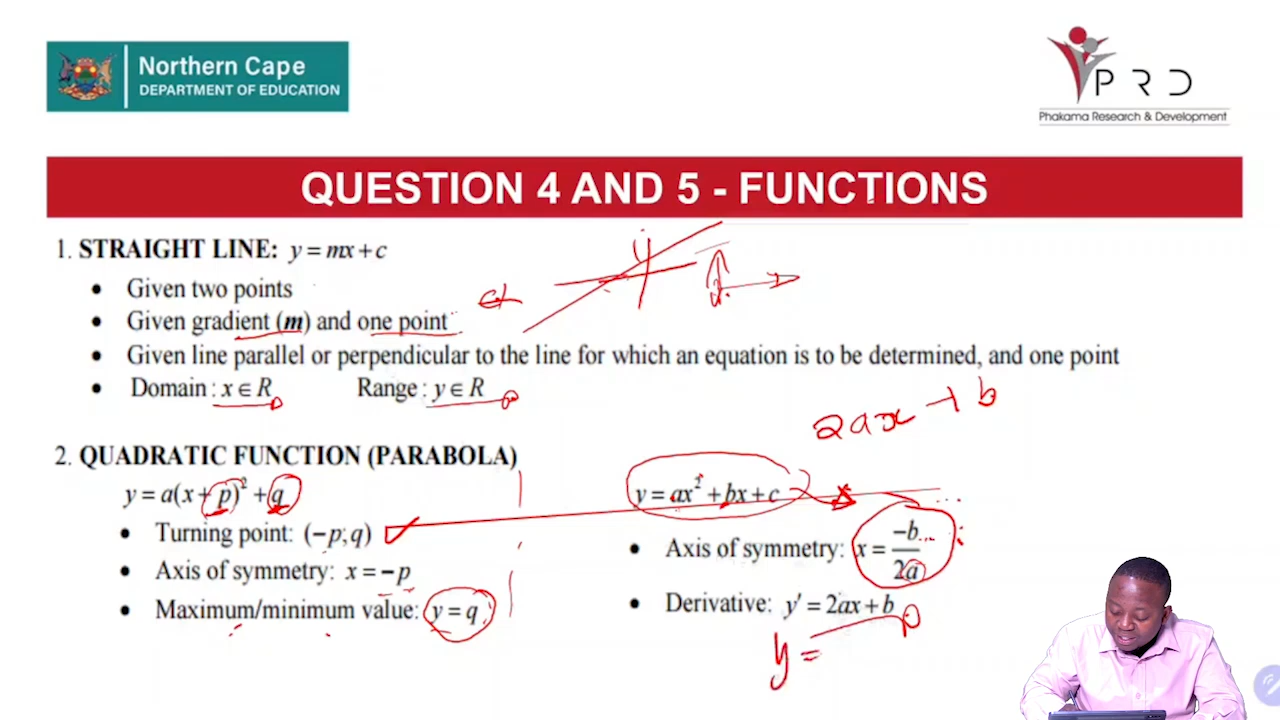 Northern Cape
DEPARTMENT OF EDUCATION
PRD
Phakama Research & Development
QUESTION 4 AND 5 - FUNCTIONS
1. STRAIGHT LINE: y = mx + c
• Given two points
• Given gradient (m) and one point
• Given line parallel or perpendicular to the line for which an equation is to be determined, and one point
• Domain : x ∈ R Range : y ∈ R
2ax + b
2. QUADRATIC FUNCTION (PARABOLA)
y = a(x + p)² + q
• Turning point: (−p; q)
• Axis of symmetry: x = −p
• Maximum/minimum value: y = q
y = ax² + bx + c
• Axis of symmetry: x = −b/2a
• Derivative: y′ = 2ax + b
y =